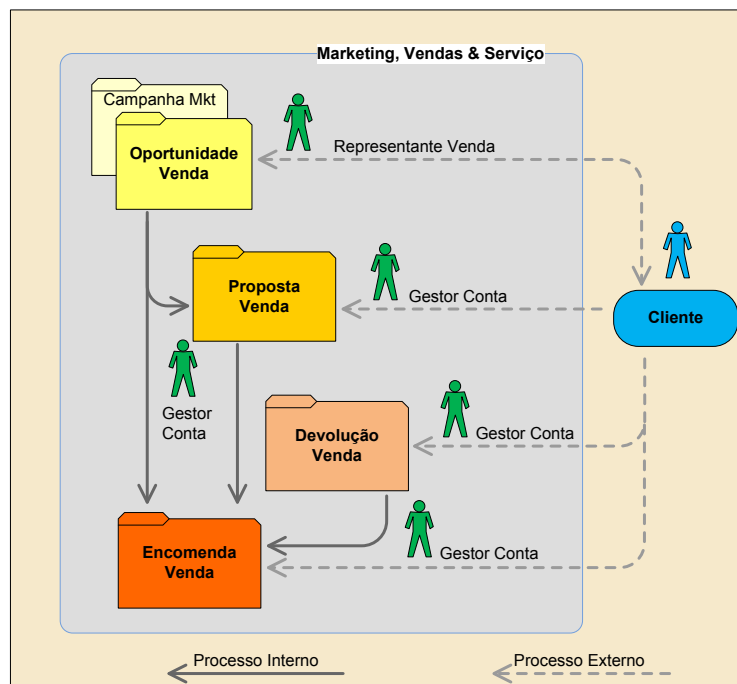 Marketing, Vendas & Serviço
Campanha Mkt
Oportunidade
Venda
Representante Venda
Proposta
Venda
Gestor Conta
Cliente
Gestor
Conta
Devolução
Venda
Gestor Conta
Encomenda
Venda
Gestor Conta
Processo Interno
Processo Externo